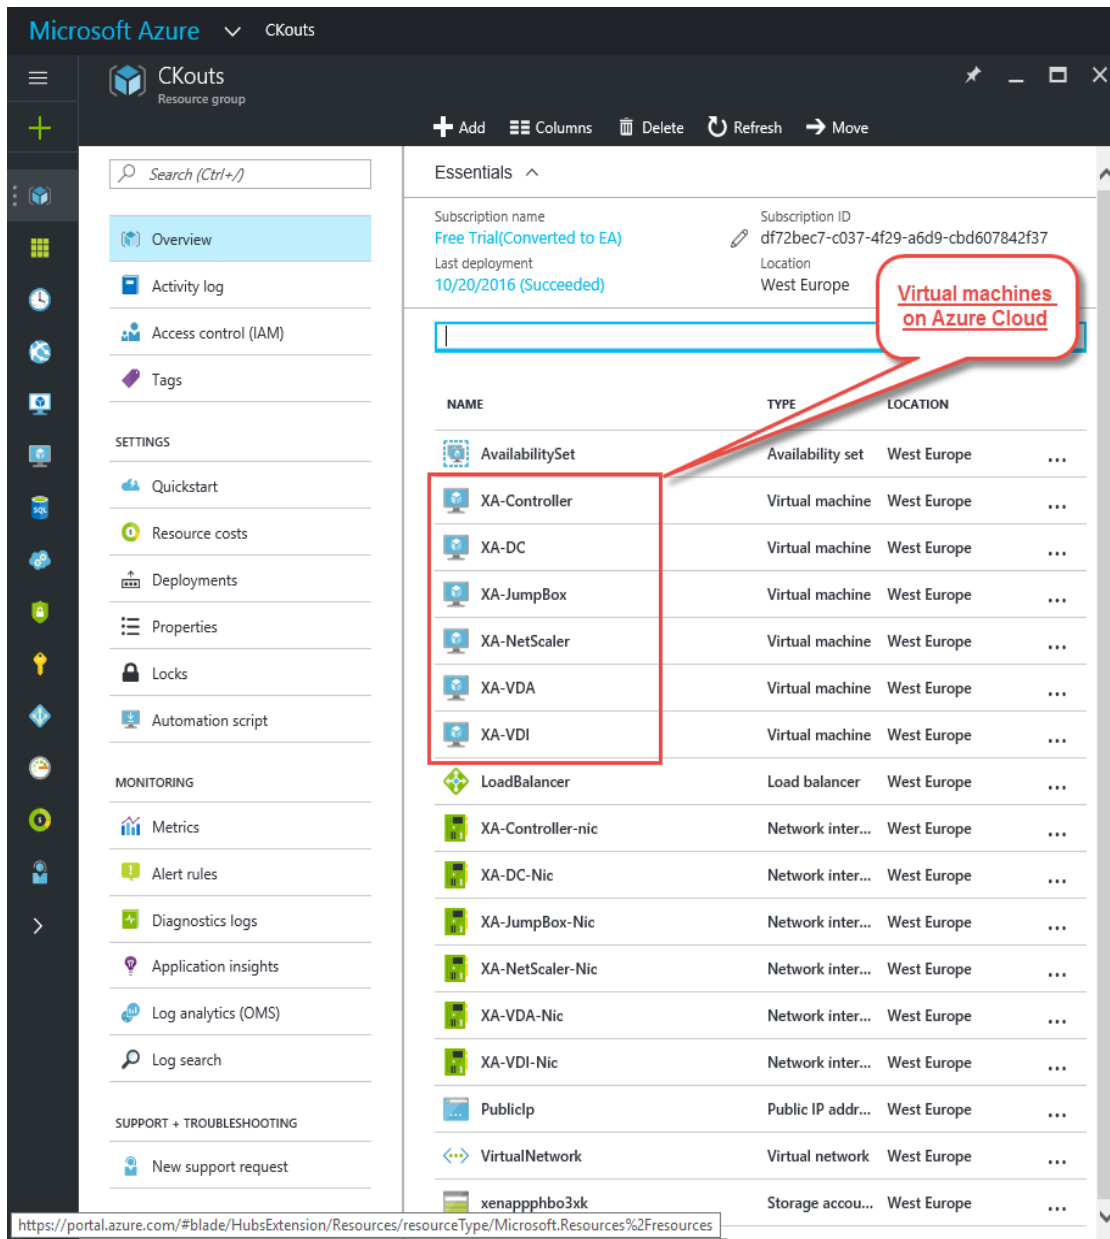 Microsoft Azure CKouts
CKouts
Resource group
Add Columns Delete Refresh Move
Search (Ctrl+/)
Overview
Activity log
Access control (IAM)
Tags
SETTINGS
Quickstart
Resource costs
Deployments
Properties
Locks
Automation script
MONITORING
Metrics
Alert rules
Diagnostics logs
Application insights
Log analytics (OMS)
Log search
SUPPORT + TROUBLESHOOTING
New support request
Essentials
Subscription name Subscription ID
Free Trial(Converted to EA) df72bec7-c037-4f29-a6d9-cbd607842f37
Last deployment Location
10/20/2016 (Succeeded) West Europe
Virtual machines
on Azure Cloud
NAME TYPE LOCATION
AvailabilitySet Availability set West Europe ...
XA-Controller Virtual machine West Europe ...
XA-DC Virtual machine West Europe ...
XA-JumpBox Virtual machine West Europe ...
XA-NetScaler Virtual machine West Europe ...
XA-VDA Virtual machine West Europe ...
XA-VDI Virtual machine West Europe ...
LoadBalancer Load balancer West Europe ...
XA-Controller-nic Network inter... West Europe ...
XA-DC-Nic Network inter... West Europe ...
XA-JumpBox-Nic Network inter... West Europe ...
XA-NetScaler-Nic Network inter... West Europe ...
XA-VDA-Nic Network inter... West Europe ...
XA-VDI-Nic Network inter... West Europe ...
PublicIp Public IP addr... West Europe ...
VirtualNetwork Virtual network West Europe ...
xenappphbo3xk Storage accou... West Europe ...
https://portal.azure.com/#blade/HubsExtension/Resources/resourceType/Microsoft.Resources%2Fresources